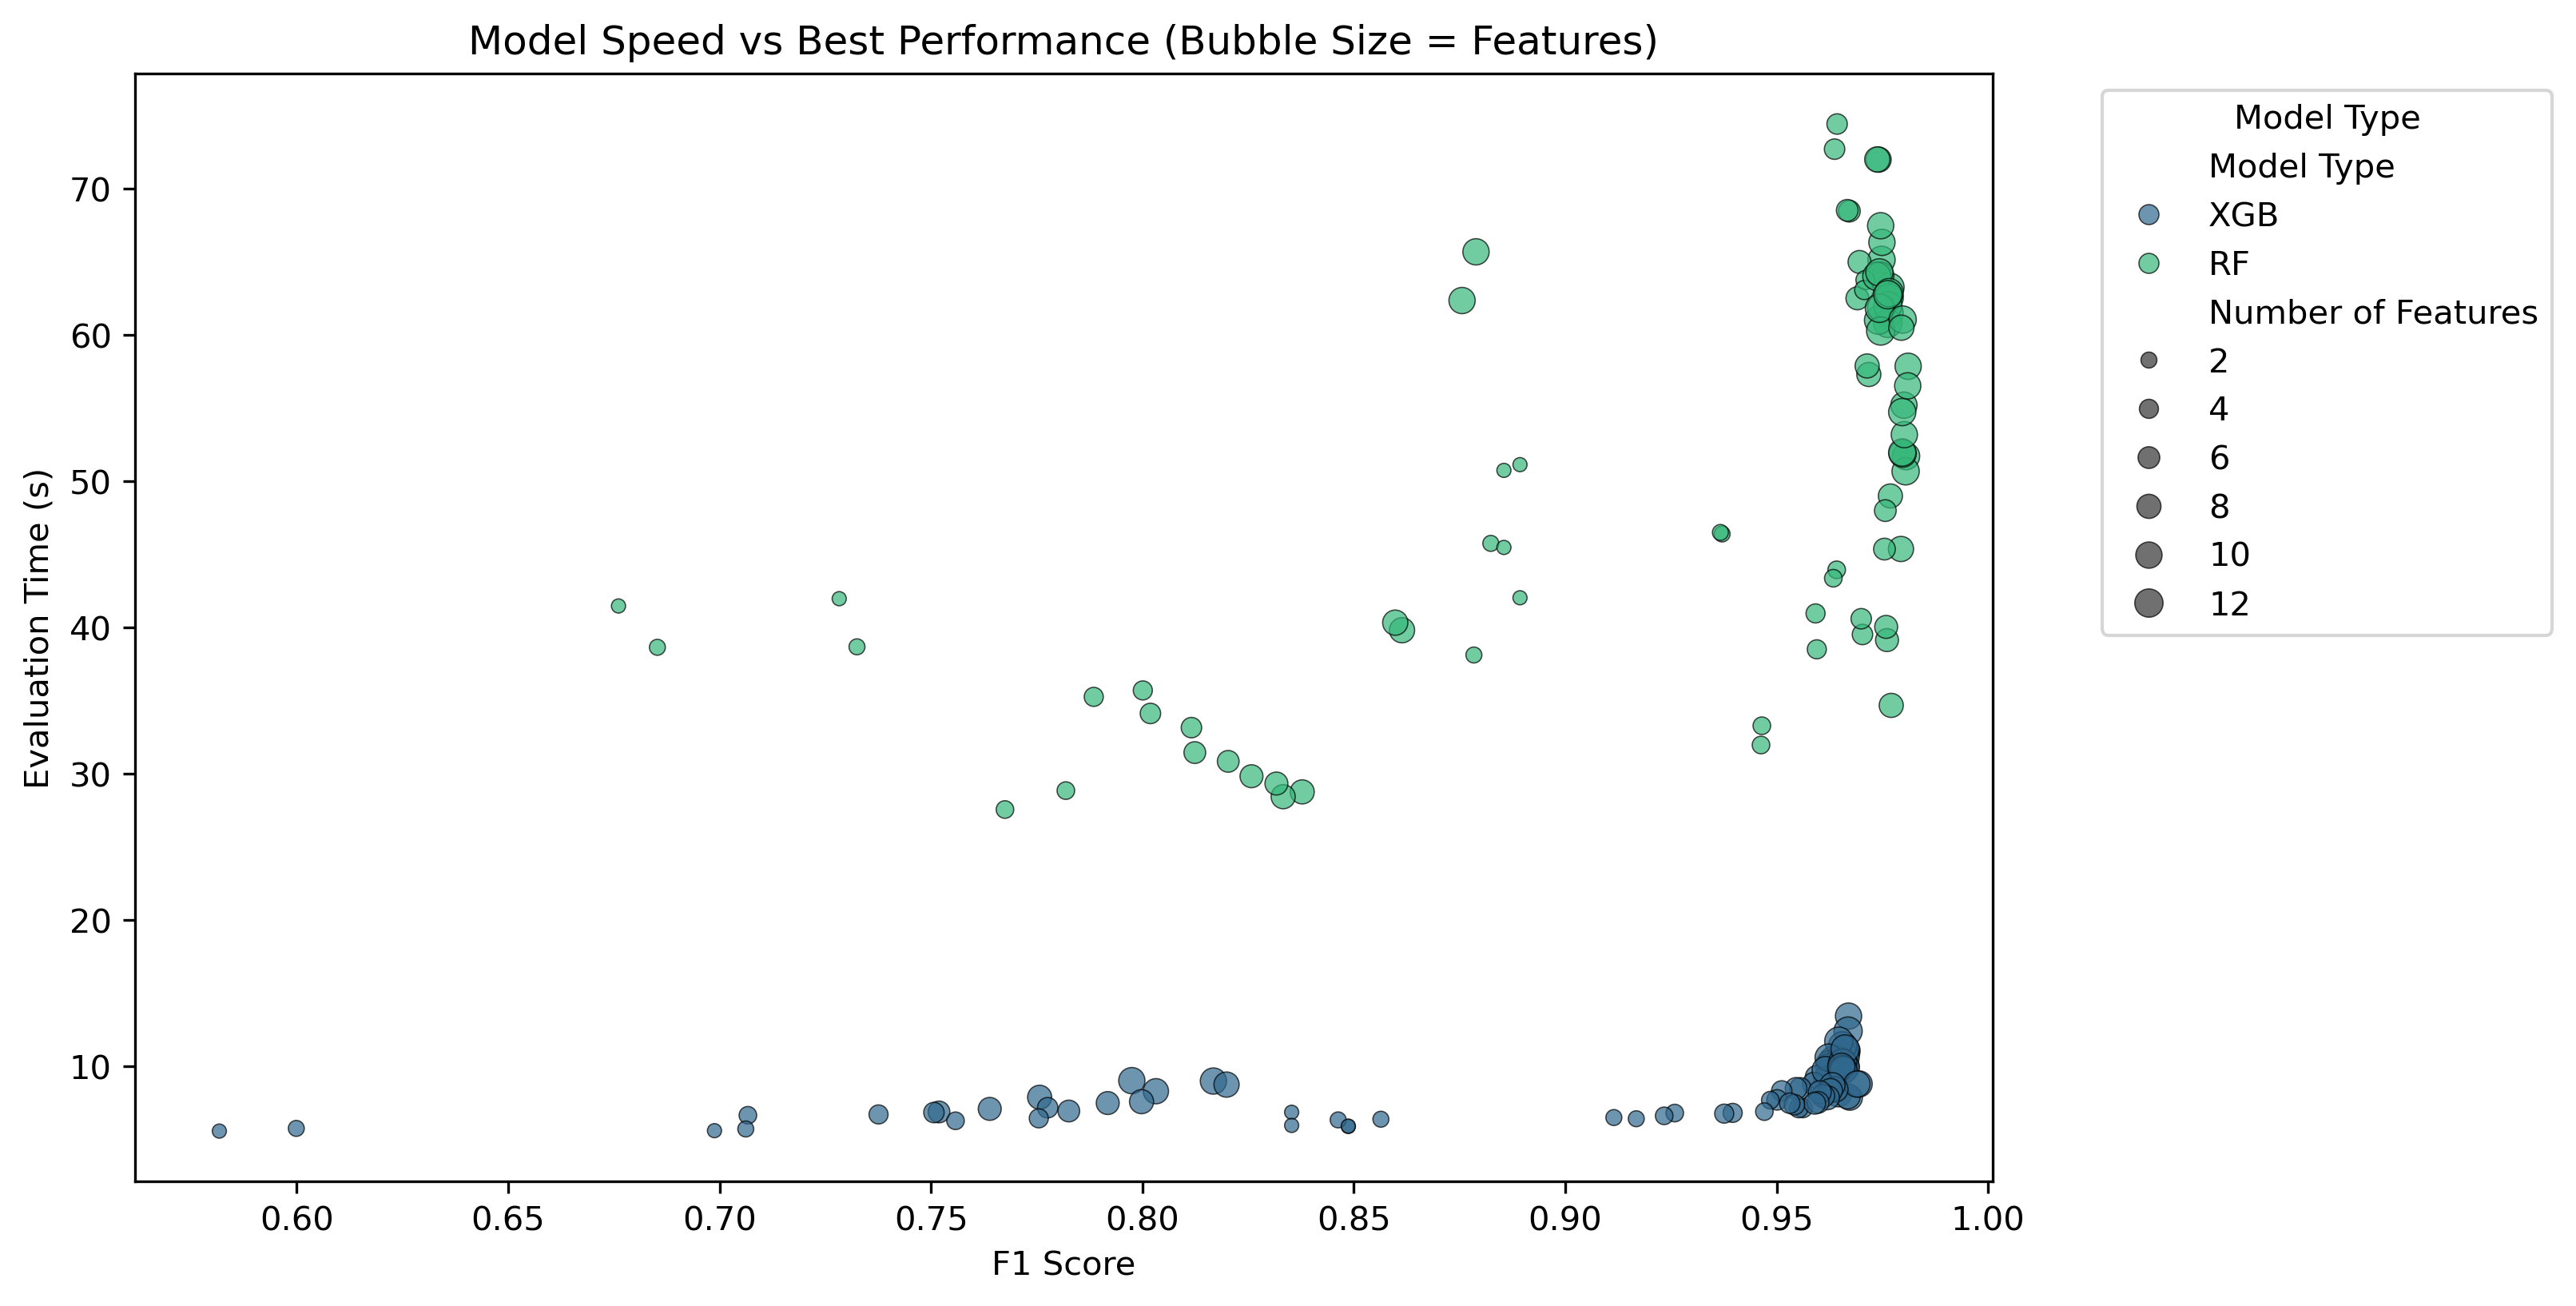 Model Speed vs Best Performance (Bubble Size = Features)
Evaluation Time (s)
70
60
50
40
30
20
10
0.60 0.65 0.70 0.75 0.80 0.85 0.90 0.95 1.00
F1 Score
Model Type
Model Type
XGB
RF
Number of Features
2
4
6
8
10
12